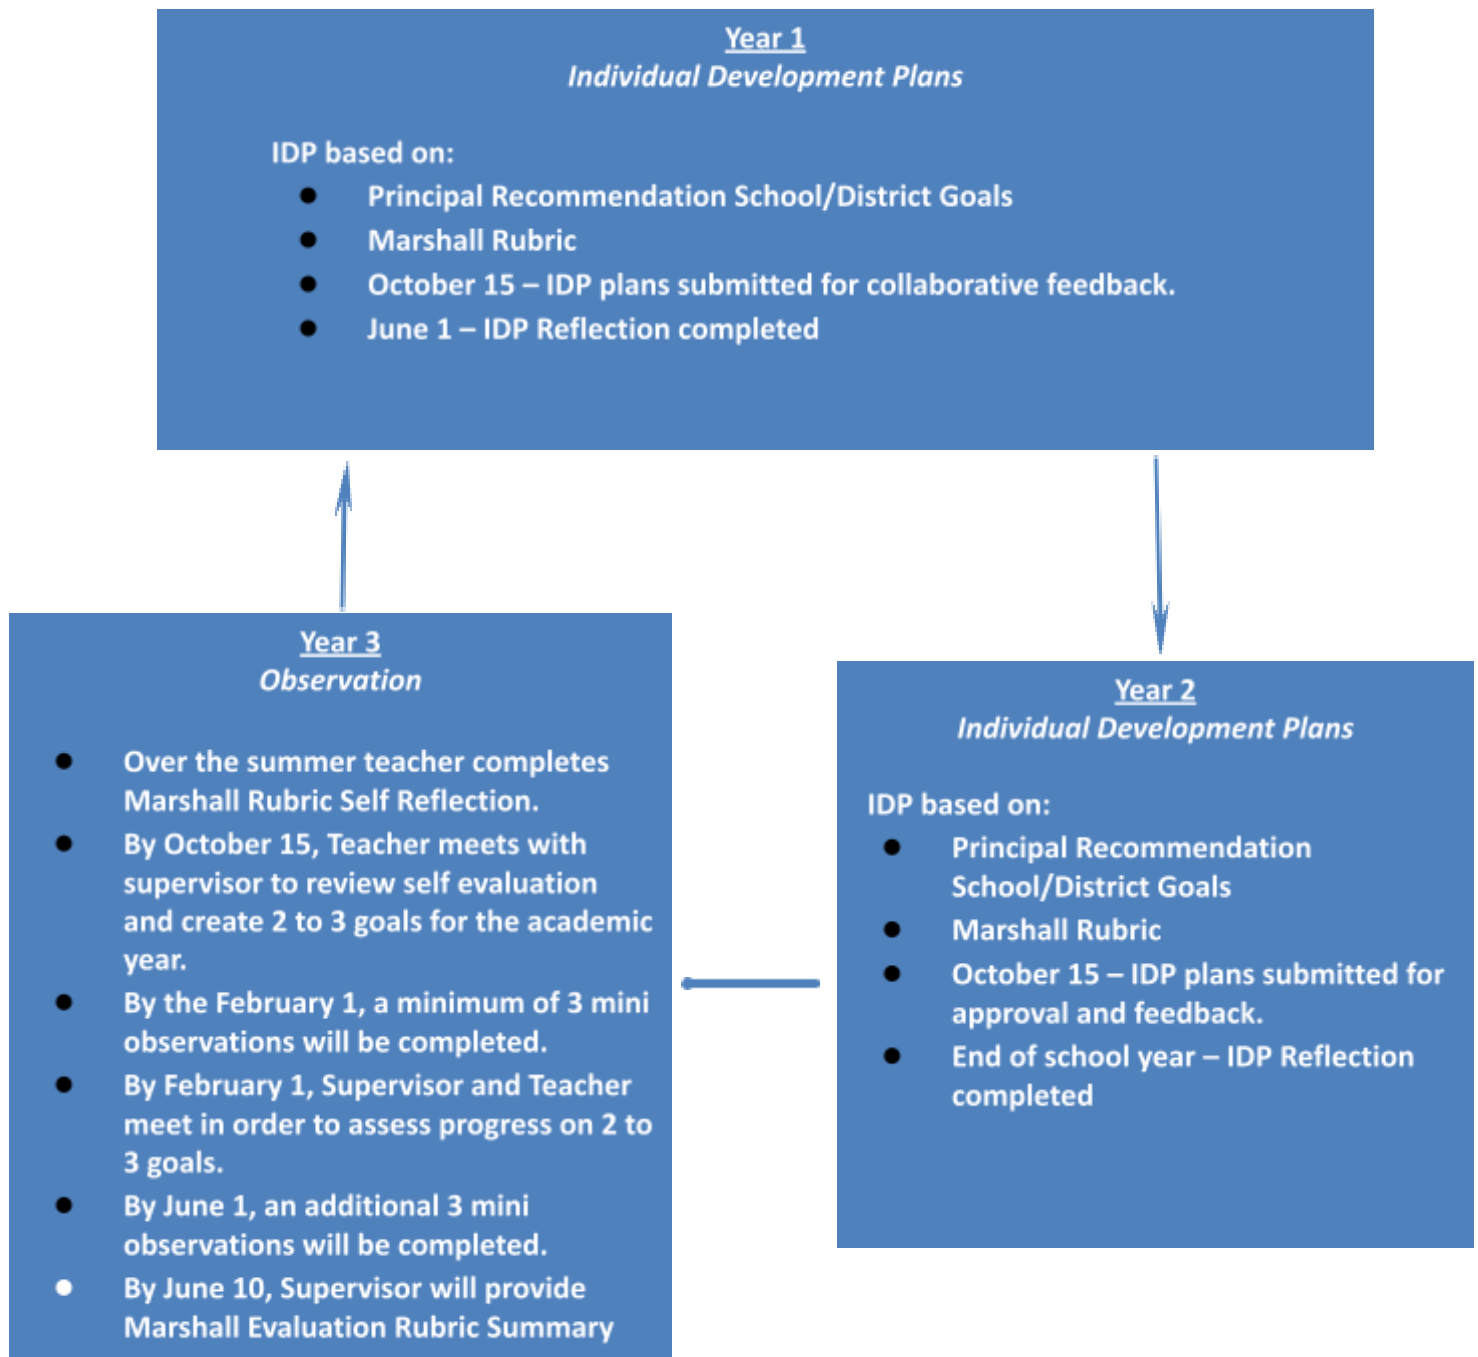 Year 1
Individual Development Plans
IDP based on:
● Principal Recommendation School/District Goals
● Marshall Rubric
● October 15 – IDP plans submitted for collaborative feedback.
● June 1 – IDP Reflection completed
Year 2
Individual Development Plans
IDP based on:
● Principal Recommendation
School/District Goals
● Marshall Rubric
● October 15 – IDP plans submitted for
approval and feedback.
● End of school year – IDP Reflection
completed
Year 3
Observation
● Over the summer teacher completes
Marshall Rubric Self Reflection.
● By October 15, Teacher meets with
supervisor to review self evaluation
and create 2 to 3 goals for the academic
year.
● By the February 1, a minimum of 3 mini
observations will be completed.
● By February 1, Supervisor and Teacher
meet in order to assess progress on 2 to
3 goals.
● By June 1, an additional 3 mini
observations will be completed.
● By June 10, Supervisor will provide
Marshall Evaluation Rubric Summary